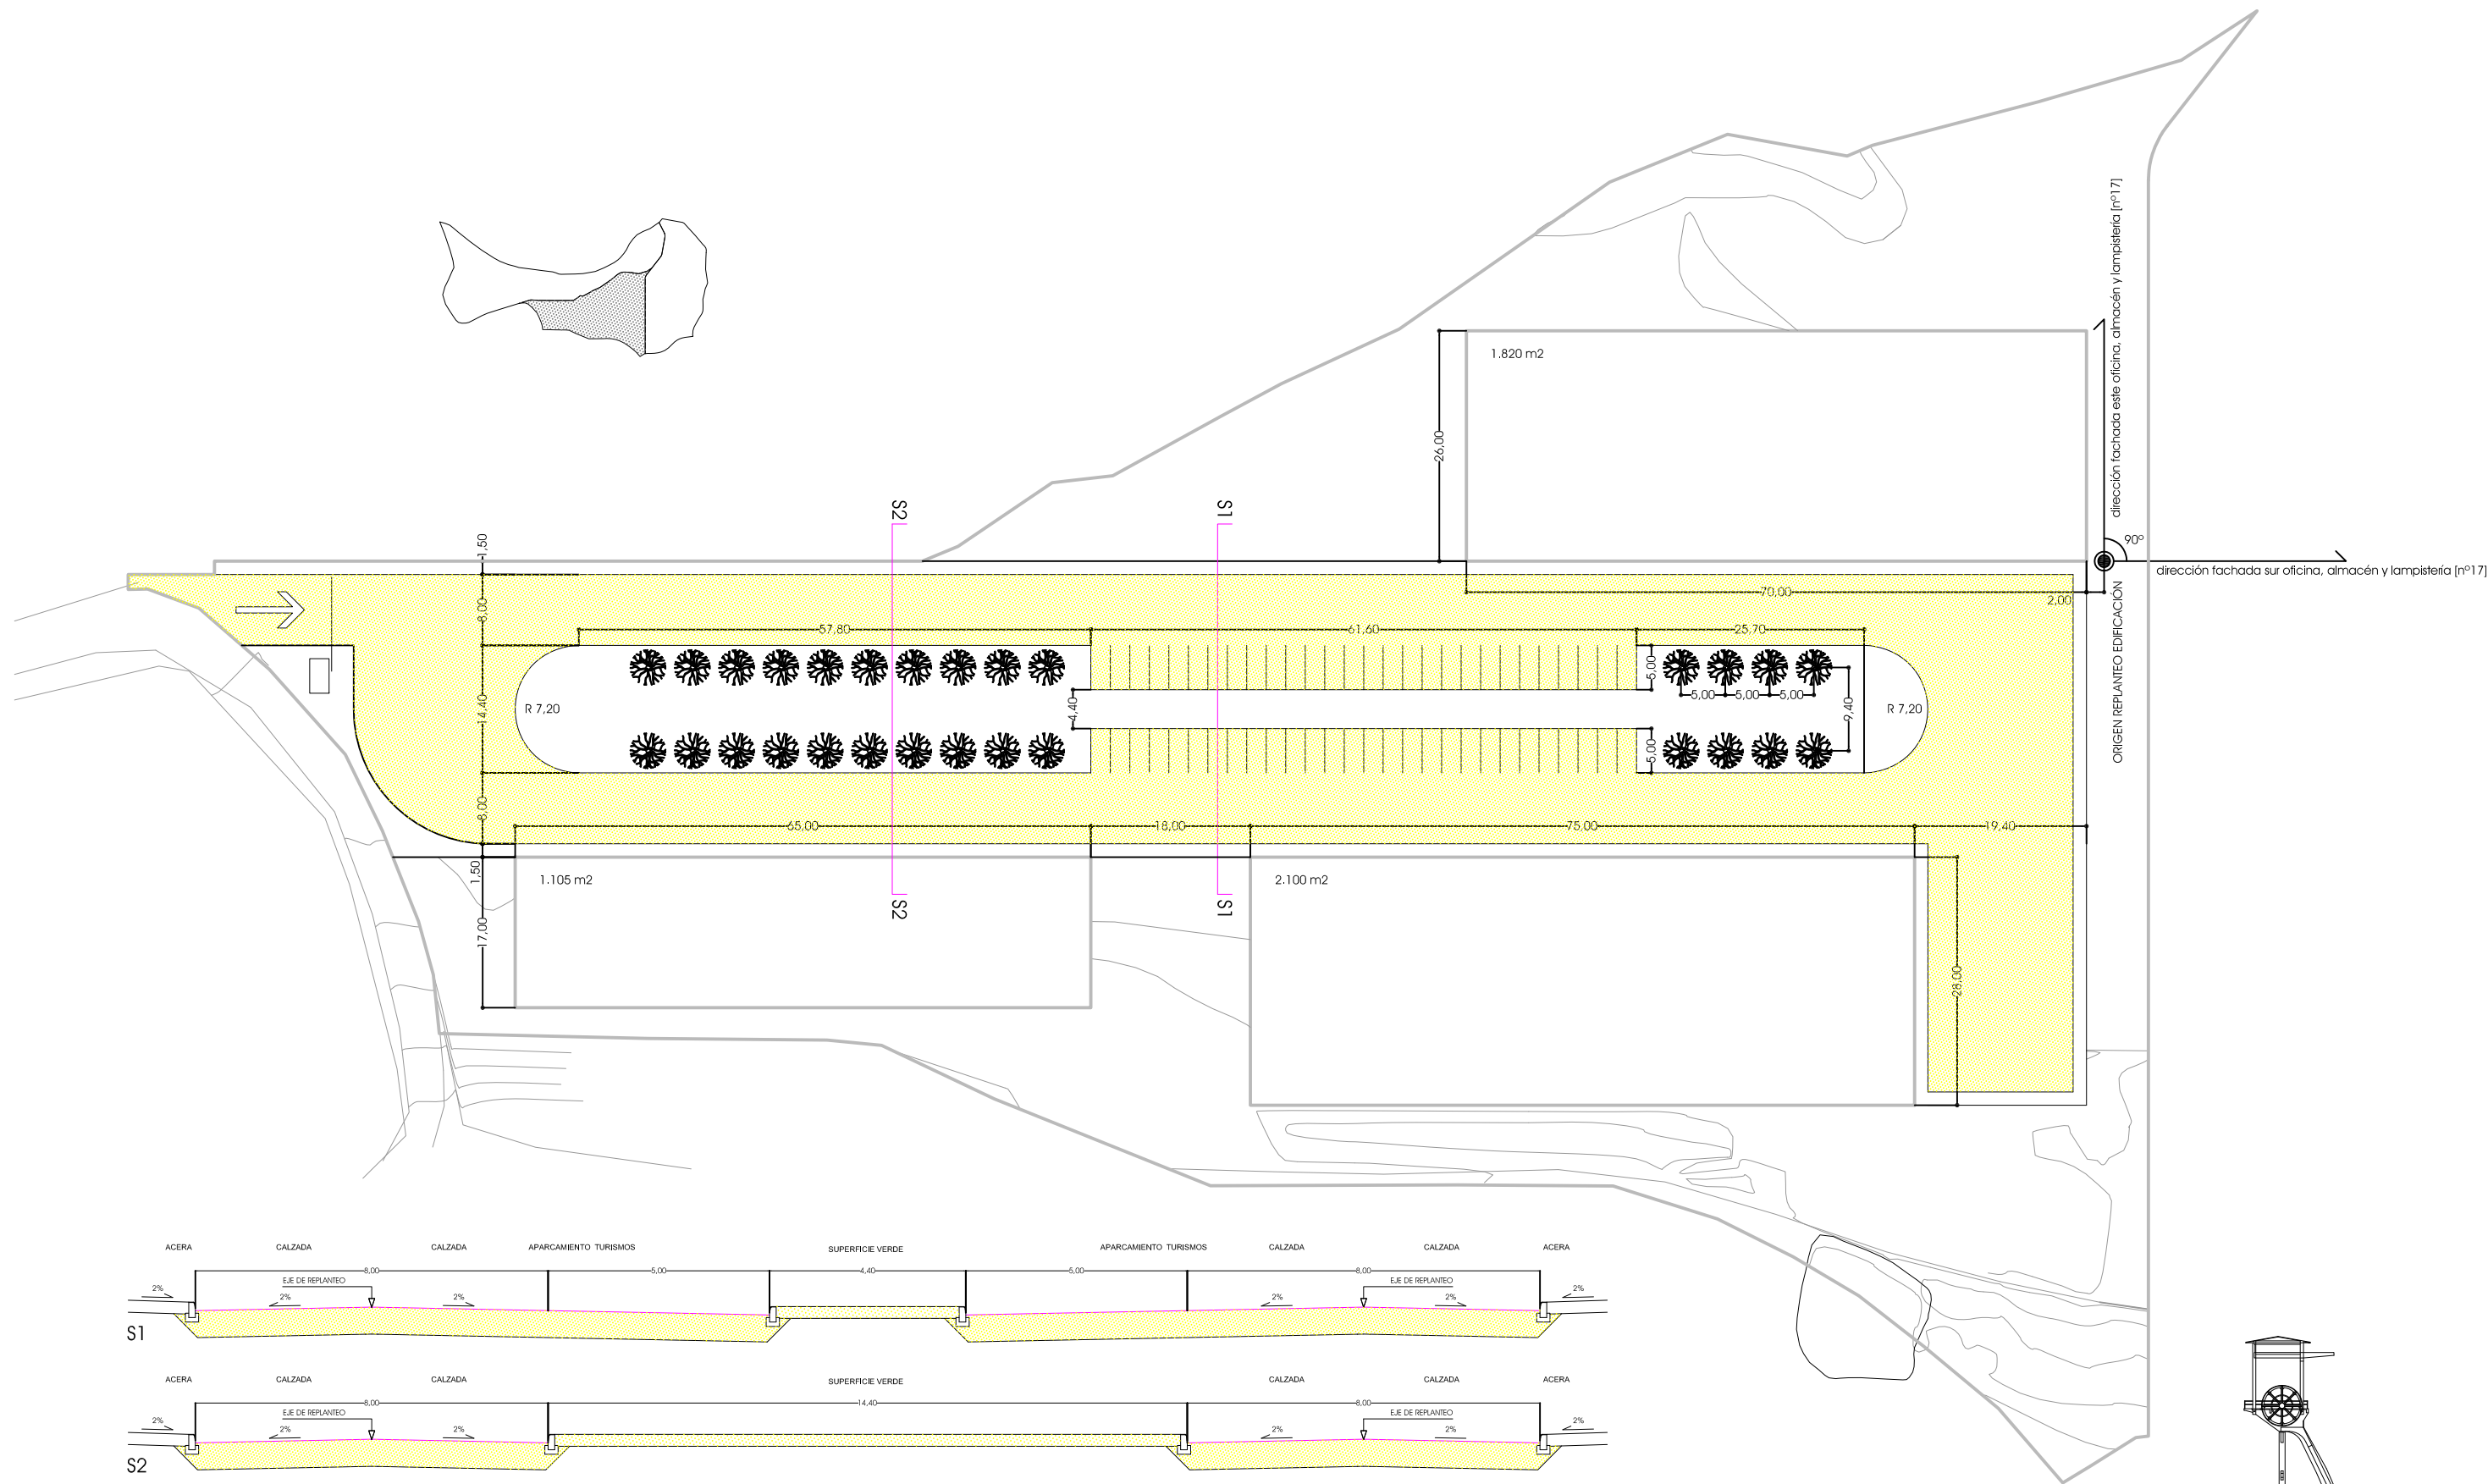 dirección fachada este oficina, almacén y lampistería [nº17]
1.820 m2
26,00
S2
S1
90º
dirección fachada sur oficina, almacén y lampistería [nº17]
ORIGEN REPLANTEO EDIFICACIÓN
1,50
8,00
70,00
2,00
57,80
61,60
25,70
5,00
5,00
5,00
5,00
R 7,20
14,40
4,40
9,40
R 7,20
5,00
8,00
65,00
18,00
75,00
19,40
1,50
1.105 m2
2.100 m2
S2
S1
17,00
28,00
ACERA CALZADA CALZADA APARCAMIENTO TURISMOS SUPERFICIE VERDE APARCAMIENTO TURISMOS CALZADA CALZADA ACERA
8,00 5,00 4,40 5,00 8,00
EJE DE REPLANTEO EJE DE REPLANTEO
2% 2% 2% 2% 2% 2%
S1
ACERA CALZADA CALZADA SUPERFICIE VERDE CALZADA CALZADA ACERA
8,00 14,40 8,00
EJE DE REPLANTEO EJE DE REPLANTEO
2% 2% 2% 2% 2% 2%
S2